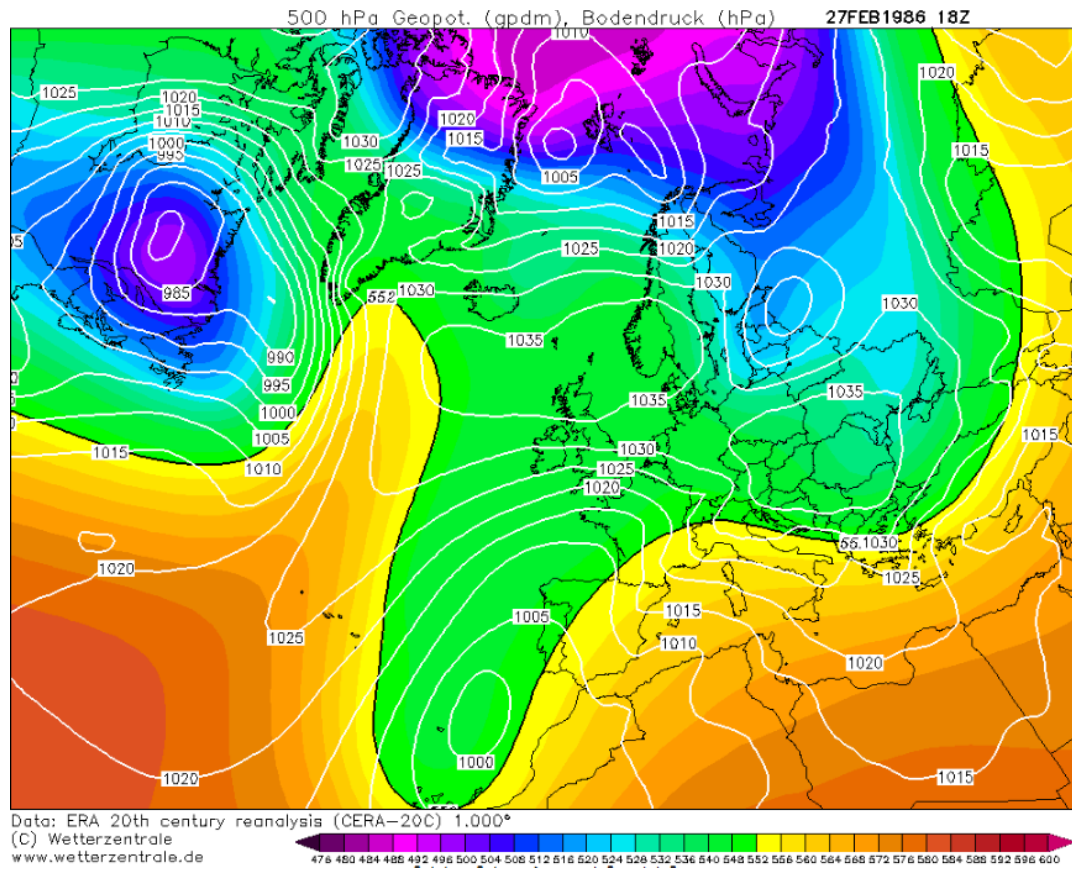 500 hPa Geopot. (gpdm), Bodendruck (hPa) 27FEB1986 18Z
1010
1025 1020 1020
1015 1020
1010 1030 1015 1015
1000 1025
995 1025 1005
1015
1020
1025
985 552 1030 1030 1030
1035
990
995 1035 1035
1000
1005 1030 1015
1015 1010 1025
1020
1030
1020 1025
1005 1015
1025 1010
1020
1000
1020 1015
Data: ERA 20th century reanalysis (CERA-20C) 1.000°
(C) Wetterzentrale
www.wetterzentrale.de
476 480 484 488 492 496 500 504 508 512 516 520 524 528 532 536 540 548 552 556 560 564 568 572 576 580 584 588 592 596 600